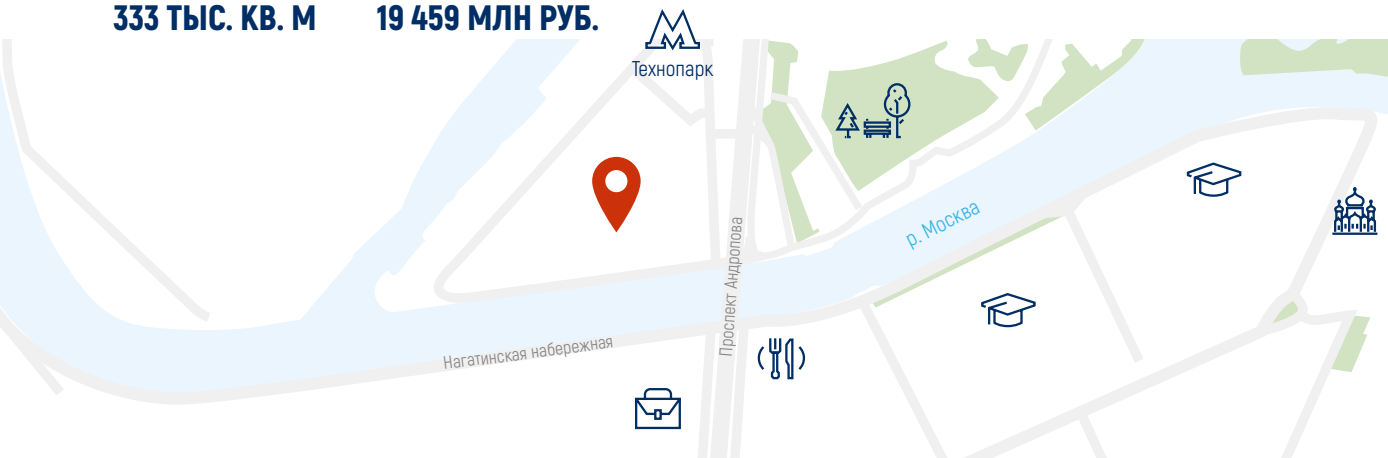 333 ТЫС. КВ. М 19 459 МЛН РУБ.
Технопарк
р. Москва
Проспект Андропова
Нагатинская набережная